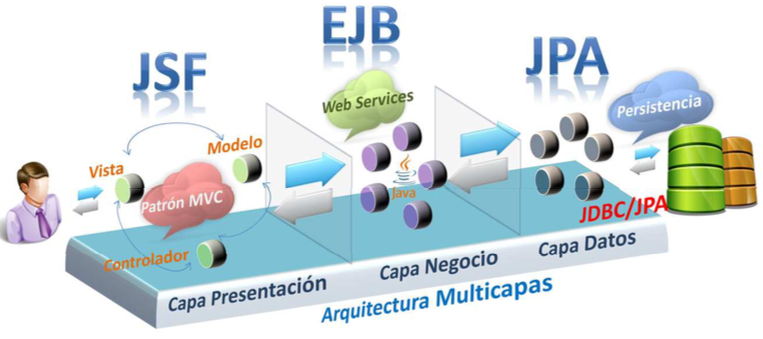 JSF
EJB
JPA
Web Services
Persistencia
Modelo
Vista
Patrón MVC
Java
JDBC/JPA
Controlador
Capa Presentación
Capa Negocio
Capa Datos
Arquitectura Multicapas